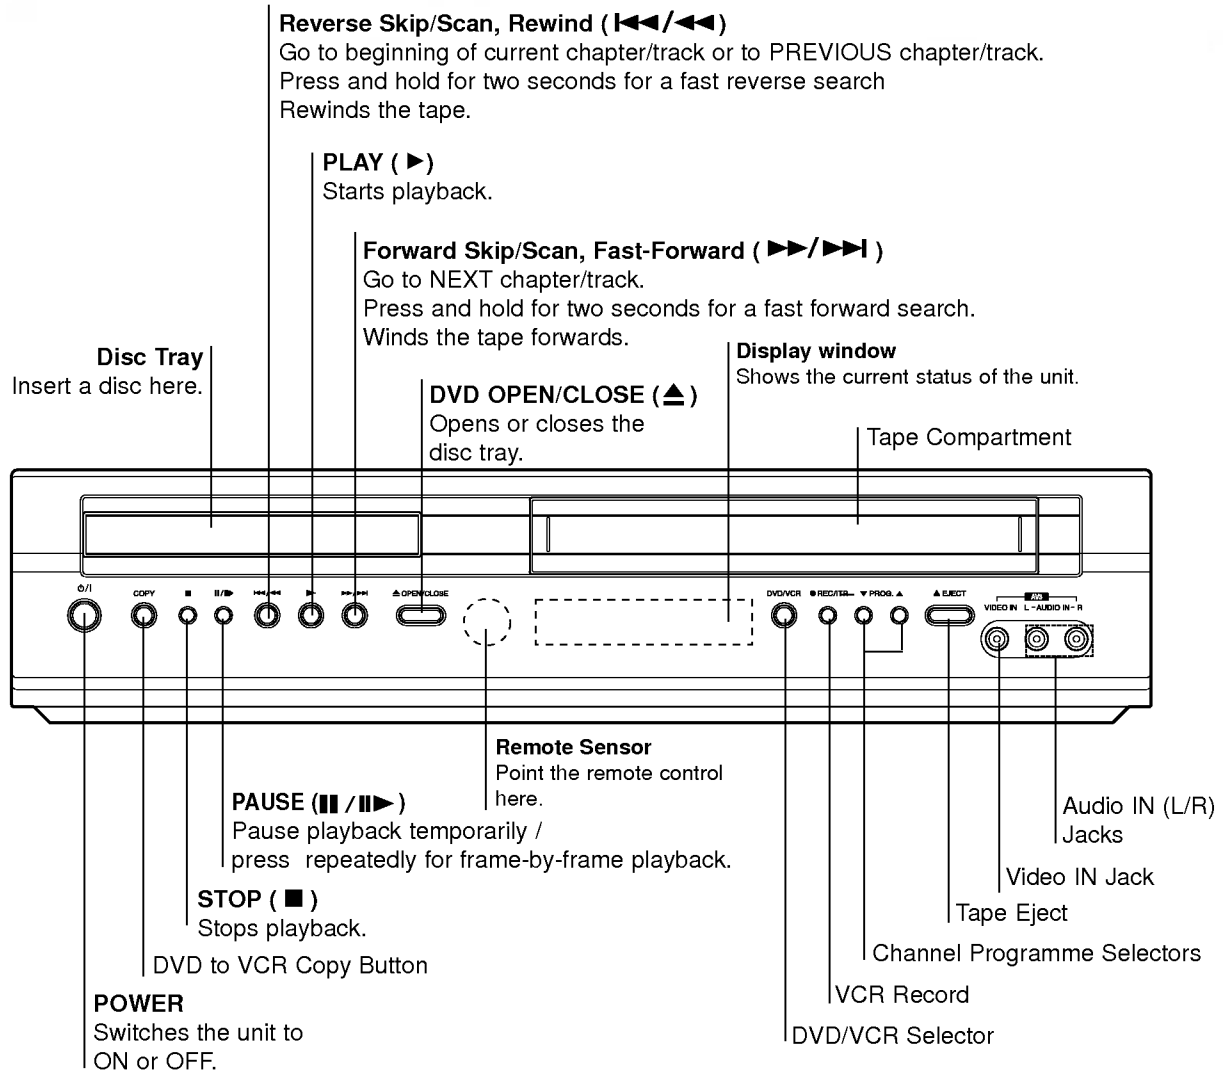 Reverse Skip/Scan, Rewind (⏮/◀◀)
Go to beginning of current chapter/track or to PREVIOUS chapter/track.
Press and hold for two seconds for a fast reverse search
Rewinds the tape.
PLAY (▶)
Starts playback.
Forward Skip/Scan, Fast-Forward (▶▶/▶▶I)
Go to NEXT chapter/track.
Press and hold for two seconds for a fast forward search.
Winds the tape forwards.
Disc Tray
Insert a disc here.
DVD OPEN/CLOSE (⏏)
Opens or closes the
disc tray.
Display window
Shows the current status of the unit.
Tape Compartment
COPY
OPEN/CLOSE
DVD/VCR
REC/ITR
PROG.
EJECT
AV3
VIDEO IN
L - AUDIO IN - R
Remote Sensor
Point the remote control
here.
PAUSE (II/II▶)
Pause playback temporarily /
press repeatedly for frame-by-frame playback.
STOP (■)
Stops playback.
DVD to VCR Copy Button
POWER
Switches the unit to
ON or OFF.
Audio IN (L/R)
Jacks
Video IN Jack
Tape Eject
Channel Programme Selectors
VCR Record
DVD/VCR Selector